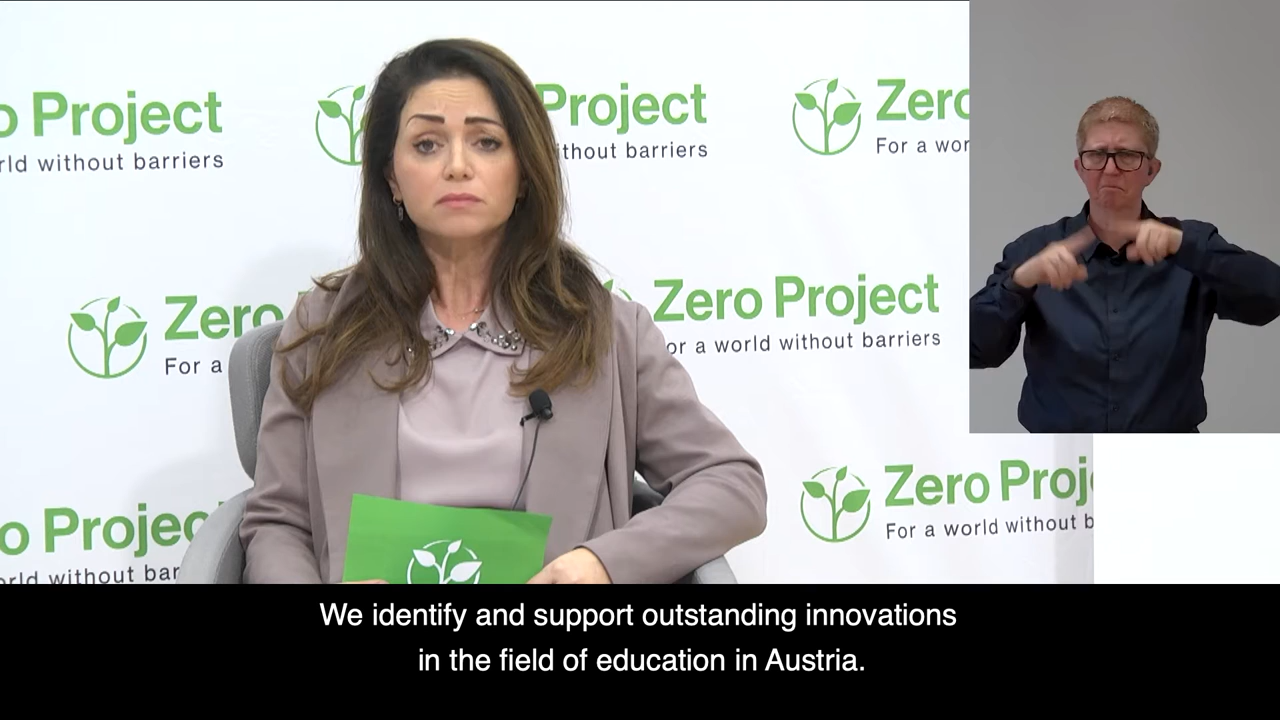 o Project
rld without barriers
Project
ithout barriers
Zero
For a wor
Zero
For a
Zero Project
or a world without barriers
Zero Proj
For a world without b
o Projec
orld without bar
We identify and support outstanding innovations
in the field of education in Austria.